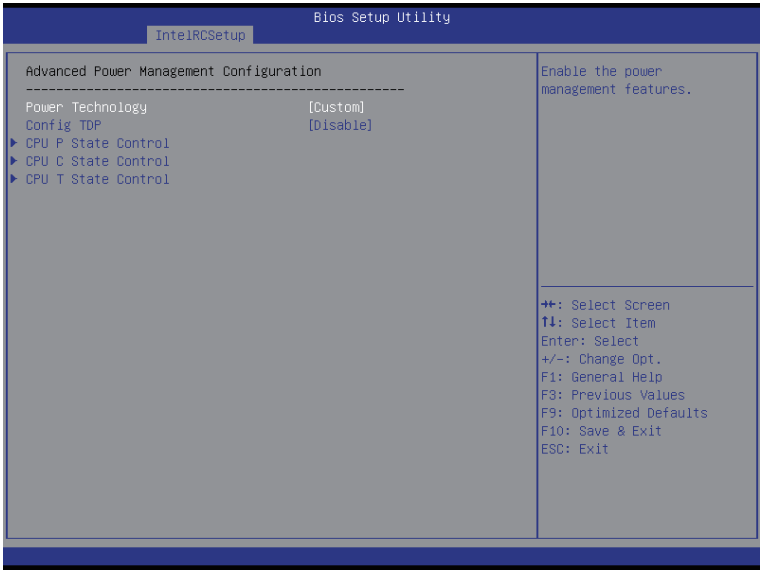 Bios Setup Utility
IntelRCSetup
Advanced Power Management Configuration
--------------------------------------------------
Power Technology [Custom]
Config TDP [Disable]
CPU P State Control
CPU C State Control
CPU T State Control
Enable the power
management features.
→←: Select Screen
↑↓: Select Item
Enter: Select
+/-: Change Opt.
F1: General Help
F3: Previous Values
F9: Optimized Defaults
F10: Save & Exit
ESC: Exit